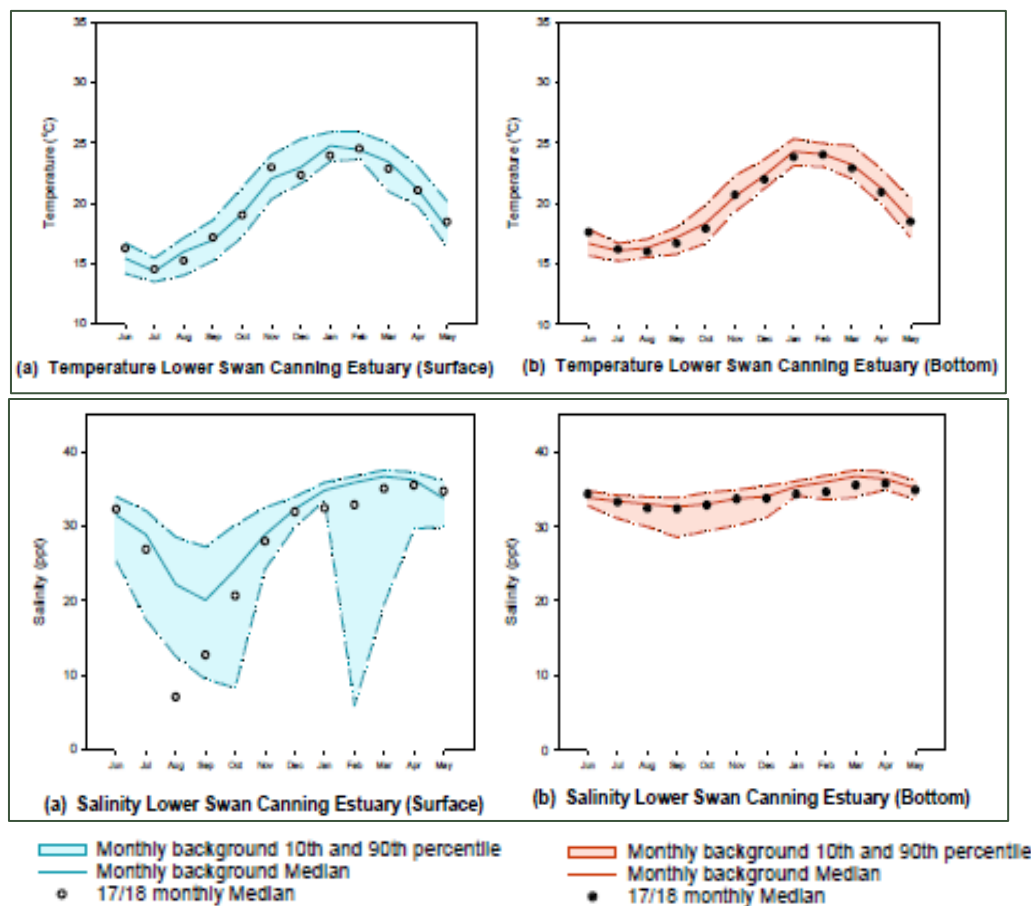 35
30
25
20
15
10
Temperature (°C)
Jun Jul Aug Sep Oct Nov Dec Jan Feb Mar Apr May
(a) Temperature Lower Swan Canning Estuary (Surface)
35
30
25
20
15
10
Temperature (°C)
Jun Jul Aug Sep Oct Nov Dec Jan Feb Mar Apr May
(b) Temperature Lower Swan Canning Estuary (Bottom)
40
30
20
10
0
Salinity (ppt)
Jun Jul Aug Sep Oct Nov Dec Jan Feb Mar Apr May
(a) Salinity Lower Swan Canning Estuary (Surface)
40
30
20
10
0
Salinity (ppt)
Jun Jul Aug Sep Oct Nov Dec Jan Feb Mar Apr May
(b) Salinity Lower Swan Canning Estuary (Bottom)
Monthly background 10th and 90th percentile
Monthly background Median
17/18 monthly Median
Monthly background 10th and 90th percentile
Monthly background Median
17/18 monthly Median